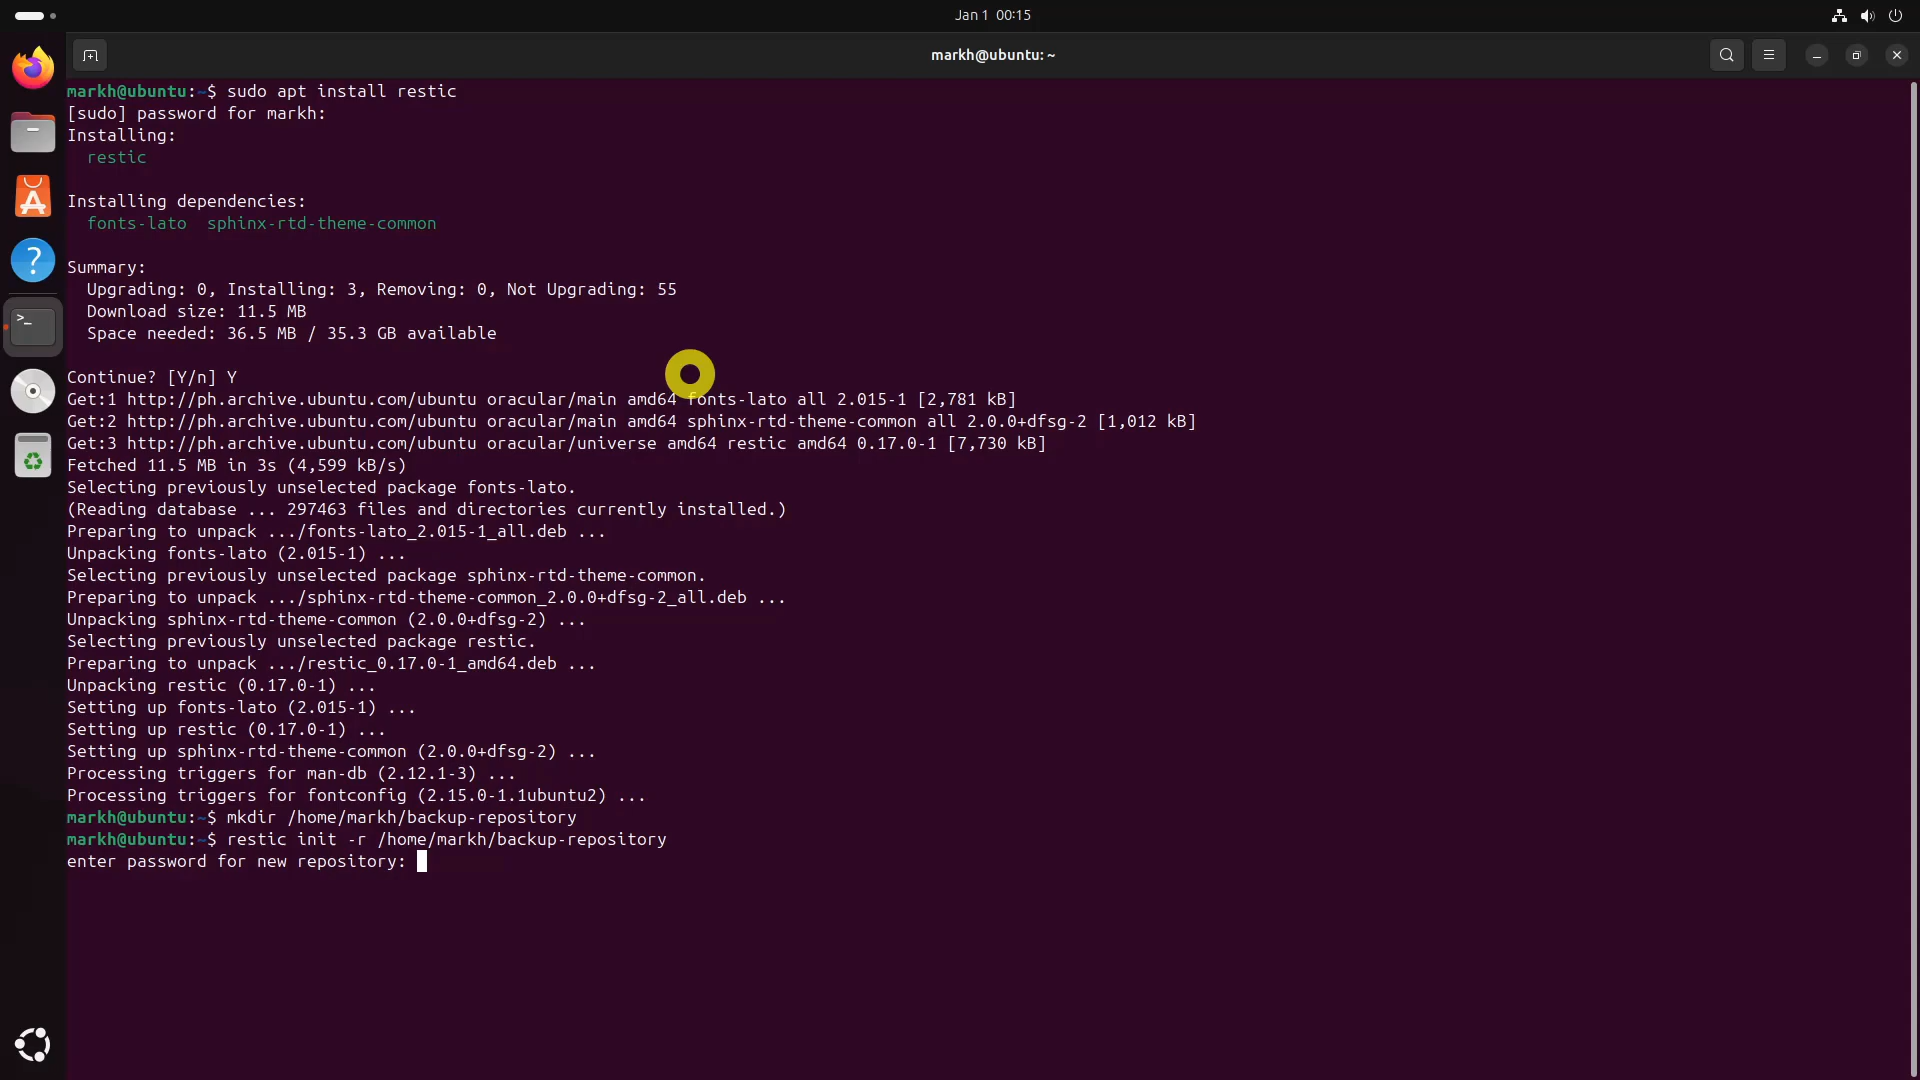 Jan 1 00:15
markh@ubuntu: ~
markh@ubuntu:~$ sudo apt install restic
[sudo] password for markh:
Installing:
restic
Installing dependencies:
fonts-lato sphinx-rtd-theme-common
Summary:
Upgrading: 0, Installing: 3, Removing: 0, Not Upgrading: 55
Download size: 11.5 MB
Space needed: 36.5 MB / 35.3 GB available
Continue? [Y/n] Y
Get:1 http://ph.archive.ubuntu.com/ubuntu oracular/main amd64 fonts-lato all 2.015-1 [2,781 kB]
Get:2 http://ph.archive.ubuntu.com/ubuntu oracular/main amd64 sphinx-rtd-theme-common all 2.0.0+dfsg-2 [1,012 kB]
Get:3 http://ph.archive.ubuntu.com/ubuntu oracular/universe amd64 restic amd64 0.17.0-1 [7,730 kB]
Fetched 11.5 MB in 3s (4,599 kB/s)
Selecting previously unselected package fonts-lato.
(Reading database ... 297463 files and directories currently installed.)
Preparing to unpack .../fonts-lato_2.015-1_all.deb ...
Unpacking fonts-lato (2.015-1) ...
Selecting previously unselected package sphinx-rtd-theme-common.
Preparing to unpack .../sphinx-rtd-theme-common_2.0.0+dfsg-2_all.deb ...
Unpacking sphinx-rtd-theme-common (2.0.0+dfsg-2) ...
Selecting previously unselected package restic.
Preparing to unpack .../restic_0.17.0-1_amd64.deb ...
Unpacking restic (0.17.0-1) ...
Setting up fonts-lato (2.015-1) ...
Setting up restic (0.17.0-1) ...
Setting up sphinx-rtd-theme-common (2.0.0+dfsg-2) ...
Processing triggers for man-db (2.12.1-3) ...
Processing triggers for fontconfig (2.15.0-1.1ubuntu2) ...
markh@ubuntu:~$ mkdir /home/markh/backup-repository
markh@ubuntu:~$ restic init -r /home/markh/backup-repository
enter password for new repository: